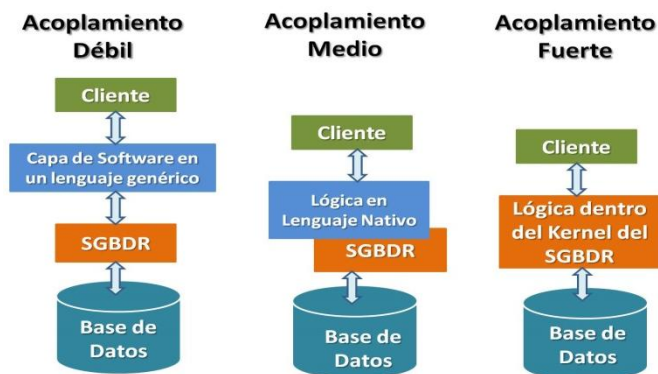 Acoplamiento
Débil
Cliente
Capa de Software en
un lenguaje genérico
SGBDR
Base de
Datos
Acoplamiento
Medio
Cliente
Lógica en
Lenguaje Nativo
SGBDR
Base de
Datos
Acoplamiento
Fuerte
Cliente
Lógica dentro
del Kernel del
SGBDR
Base de
Datos